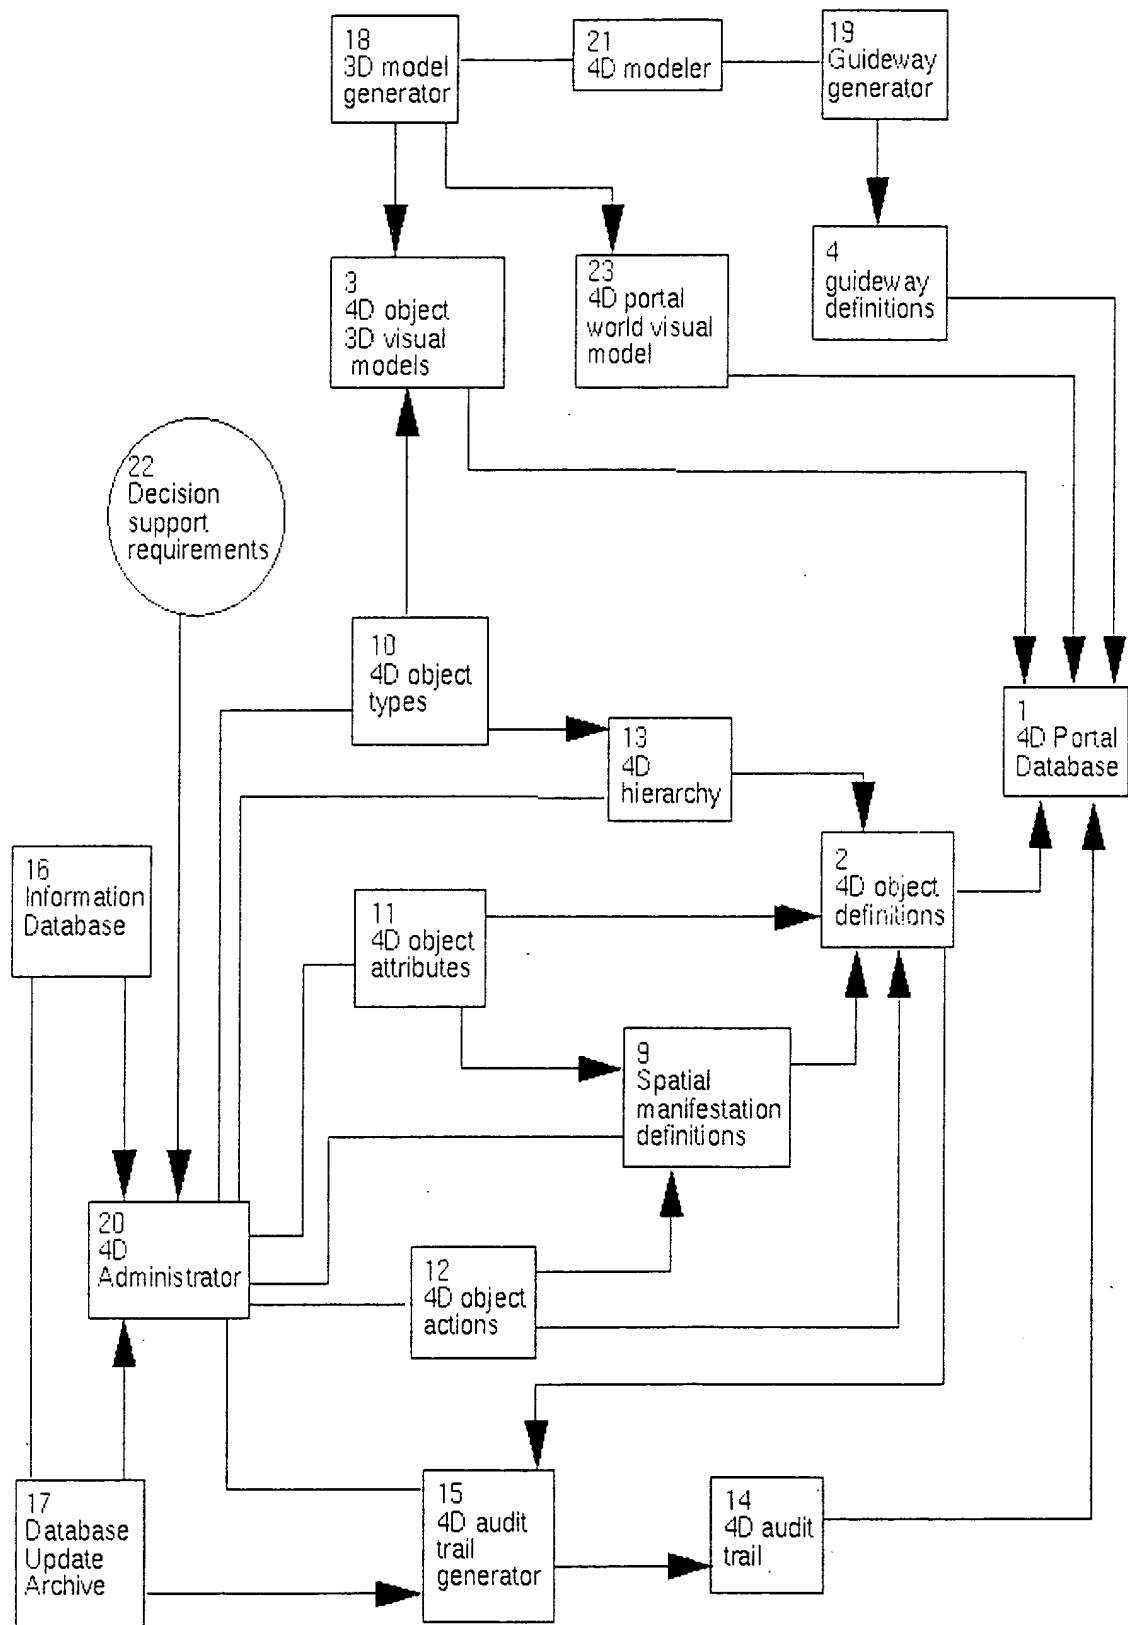 18
3D model
generator
21
4D modeler
19
Guideway
generator
3
4D object
3D visual
models
23
4D portal
world visual
model
4
guideway
definitions
22
Decision
support
requirements
10
4D object
types
13
4D
hierarchy
1
4D Portal
Database
16
Information
Database
11
4D object
attributes
2
4D object
definitions
9
Spatial
manifestation
definitions
20
4D
Administrator
12
4D object
actions
17
Database
Update
Archive
15
4D audit
trail
generator
14
4D audit
trail